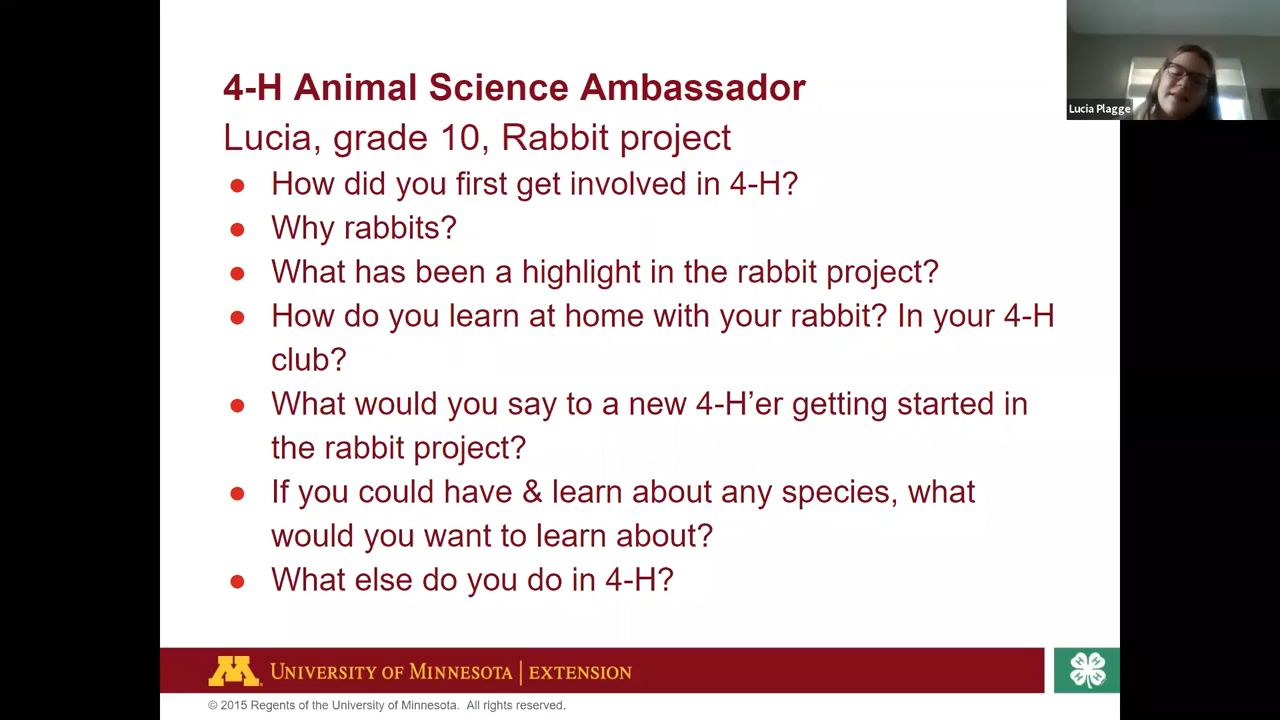 4-H Animal Science Ambassador
Lucia, grade 10, Rabbit project
● How did you first get involved in 4-H?
● Why rabbits?
● What has been a highlight in the rabbit project?
● How do you learn at home with your rabbit? In your 4-H
club?
● What would you say to a new 4-H’er getting started in
the rabbit project?
● If you could have & learn about any species, what
would you want to learn about?
● What else do you do in 4-H?
Lucia Plagge
M UNIVERSITY OF MINNESOTA | EXTENSION
H H H H
© 2015 Regents of the University of Minnesota. All rights reserved.